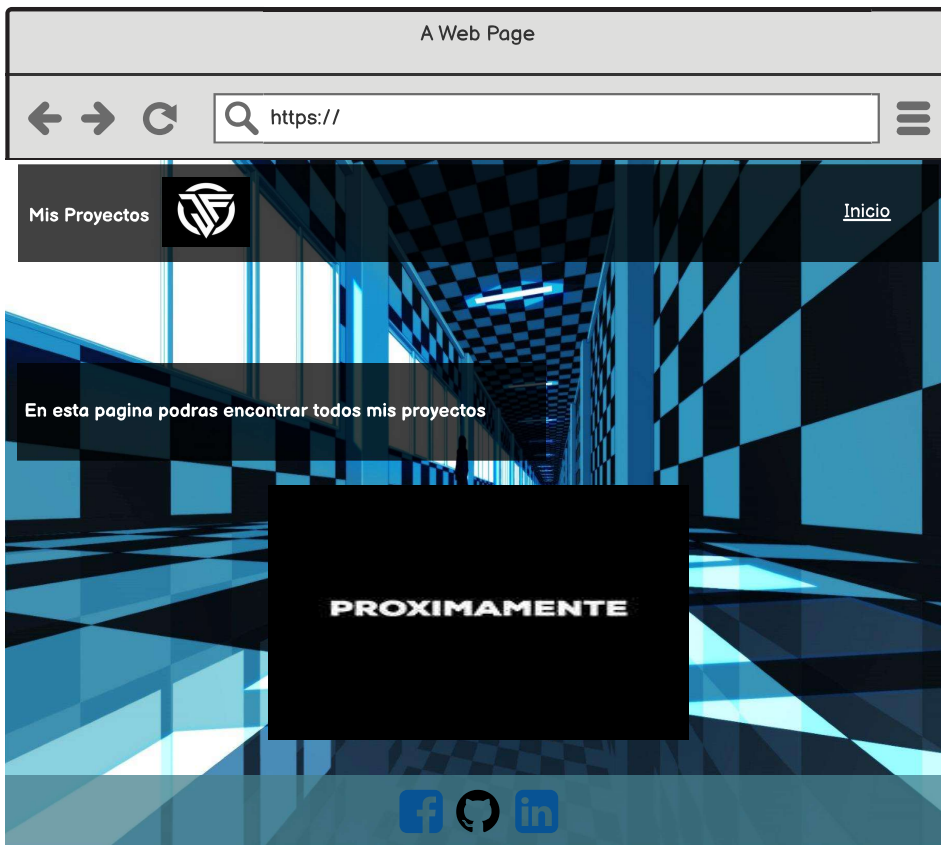 A Web Page
https://
Mis Proyectos
Inicio
En esta pagina podras encontrar todos mis proyectos
PROXIMAMENTE